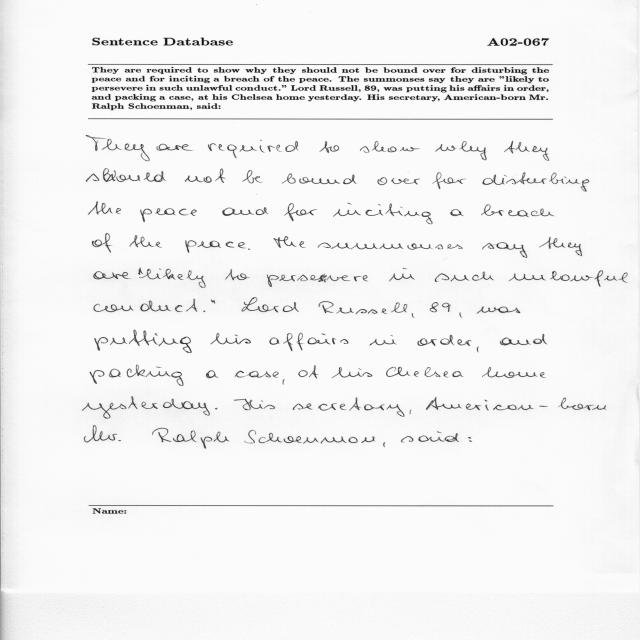 Sentence Database A02-067
They are required to show why they should not be bound over for disturbing the
peace and for inciting a breach of the peace. The summonses say they are "likely to
persevere in such unlawful conduct." Lord Russell, 89, was putting his affairs in order,
and packing a case, at his Chelsea home yesterday. His secretary, American-born Mr.
Ralph Schoenman, said:
They are required to show why they
should not be bound over for disturbing
the peace and for inciting a breach
of the peace. The summonses say they
are "likely to persevere in such unlawful
conduct." Lord Russell, 89, was
putting his affairs in order, and
packing a case, at his Chelsea home
yesterday. His secretary, American-born
Mr. Ralph Schoenman, said:
Name: